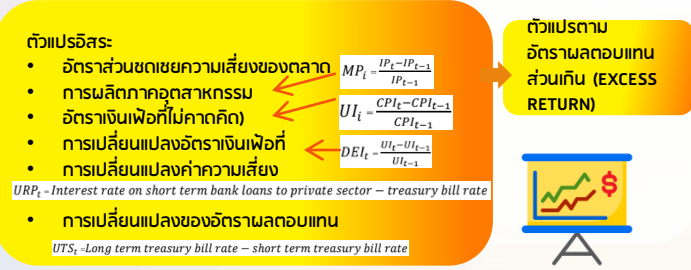 ตัวแปรอิสระ
• อัตราส่วนชดเชยความเสี่ยงของตลาด
• การผลิตภาคอุตสาหกรรม
• อัตราเงินเฟ้อที่ไม่คาดคิด)
• การเปลี่ยนแปลงอัตราเงินเฟ้อที่
• การเปลี่ยนแปลงค่าความเสี่ยง
MP_i = (IP_t − IP_{t−1}) / IP_{t−1}
UI_i = (CPI_t − CPI_{t−1}) / CPI_{t−1}
DEI_t = (UI_t − UI_{t−1}) / UI_{t−1}
URP_t = Interest rate on short term bank loans to private sector − treasury bill rate
• การเปลี่ยนแปลงของอัตราผลตอบแทน
UTS_t =Long term treasury bill rate − short term treasury bill rate
ตัวแปรตาม
อัตราผลตอบแทน
ส่วนเกิน (EXCESS
RETURN)
$